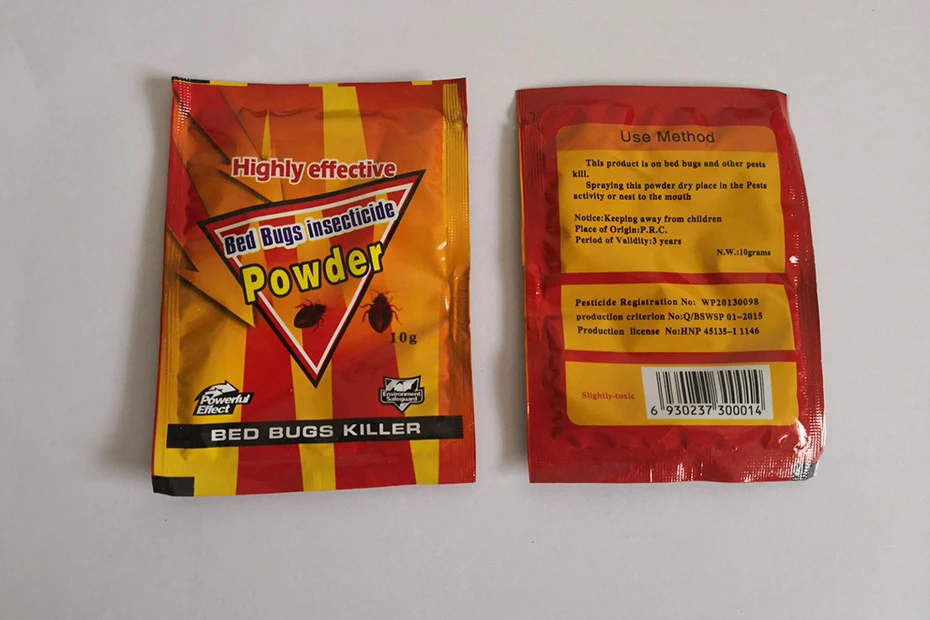 Highly effective
Bed Bugs insecticide
Powder
10g
Powerful
Effect
Environment
Safeguard
BED BUGS KILLER
Use Method
This product is on bed bugs and other pests
kill.
Spraying this powder dry place in the Pests
activity or nest to the mouth
Notice:Keeping away from children
Place of Origin:P.R.C.
Period of Validity:3 years
N.W.:10grams
Pesticide Registration No: WP20130098
production criterion No:Q/BSWSP 01-2015
Production license No:HNP 45135-I 1146
Slightly-toxic
6 930237 300014